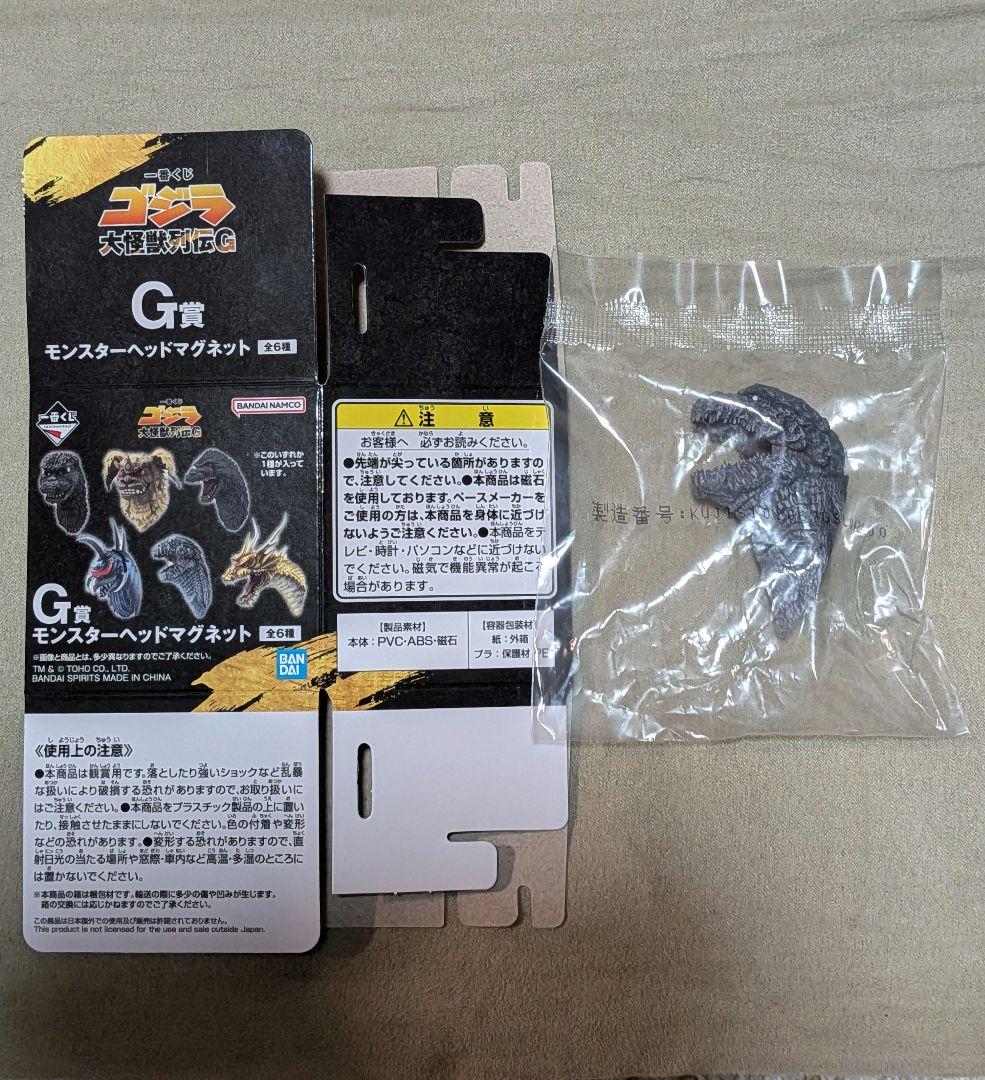 一番くじ
ゴジラ
大怪獣列伝G
G賞
モンスターヘッドマグネット 全6種
一番くじ
一番くじ
ゴジラ
大怪獣列伝G
BANDAI NAMCO
※このいずれか
1種が入って
います。
G賞
モンスターヘッドマグネット 全6種
※画像と商品とは、多少異なりますのでご了承ください。
TM & © TOHO CO., LTD.
BANDAI SPIRITS MADE IN CHINA
BAN
DAI
《使用上の注意》
●本商品は観賞用です。落としたり強いショックなど乱暴
な扱いにより破損する恐れがありますので、お取り扱いに
はご注意ください。●本商品をプラスチック製品の上に置い
たり、接触させたままにしないでください。色の付着や変形
などの恐れがあります。●変形する恐れがありますので、直
射日光の当たる場所や窓際・車内など高温・多湿のところに
は置かないでください。
※本商品の箱は梱包材です。輸送の際に多少の傷や凹みが生じます。
箱の交換には応じかねますのでご了承ください。
この商品は日本国外での使用及び販売は許諾されておりません。
This product is not licensed for the use and sale outside Japan.
注意
お客様へ 必ずお読みください。
●先端が尖っている箇所がありますの
で、注意してください。●本商品は磁石
を使用しております。ペースメーカーを
ご使用の方は、本商品を身体に近づけ
ないようご注意ください。●本商品をテ
レビ・時計・パソコンなどに近づけない
でください。磁気で機能異常が起こる
場合があります。
【製品素材】
本体：PVC・ABS・磁石
【容器包装材】
紙：外箱
プラ：保護材 PE
製造番号:KUJI